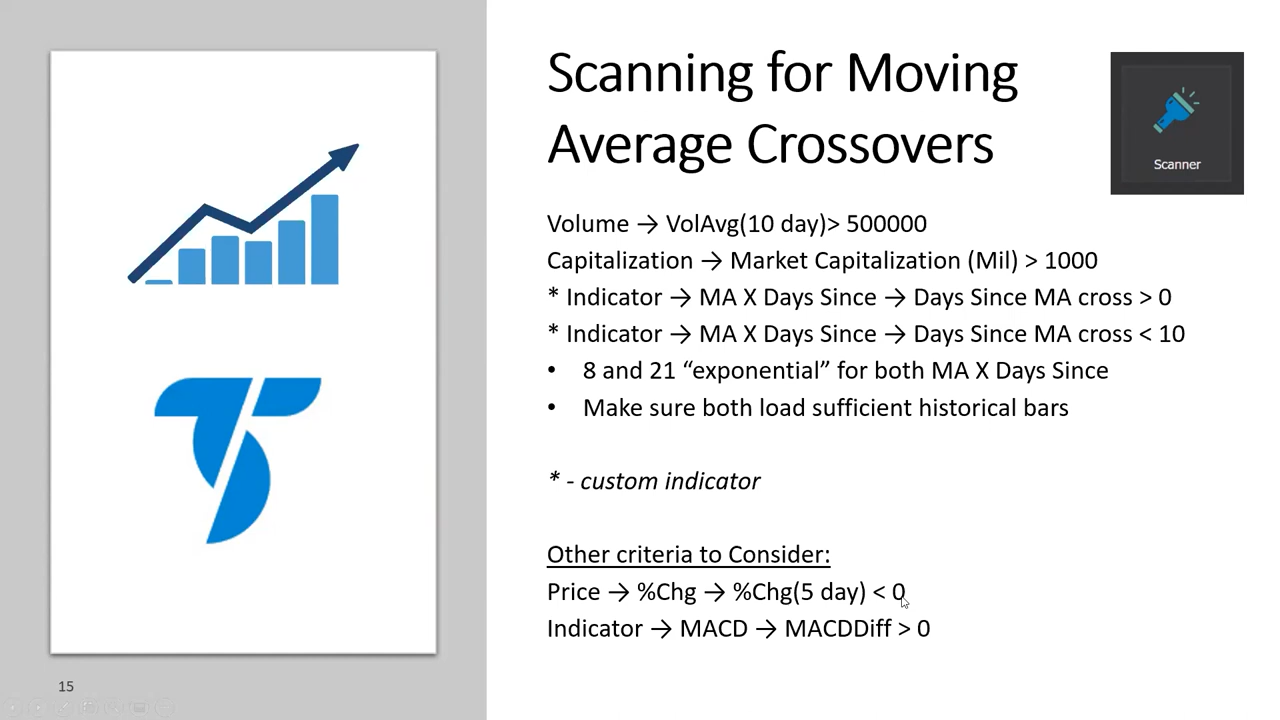 Scanning for Moving
Average Crossovers
Scanner
Volume → VolAvg(10 day)> 500000
Capitalization → Market Capitalization (Mil) > 1000
* Indicator → MA X Days Since → Days Since MA cross > 0
* Indicator → MA X Days Since → Days Since MA cross < 10
• 8 and 21 “exponential” for both MA X Days Since
• Make sure both load sufficient historical bars
* - custom indicator
Other criteria to Consider:
Price → %Chg → %Chg(5 day) < 0
Indicator → MACD → MACDDiff > 0
15